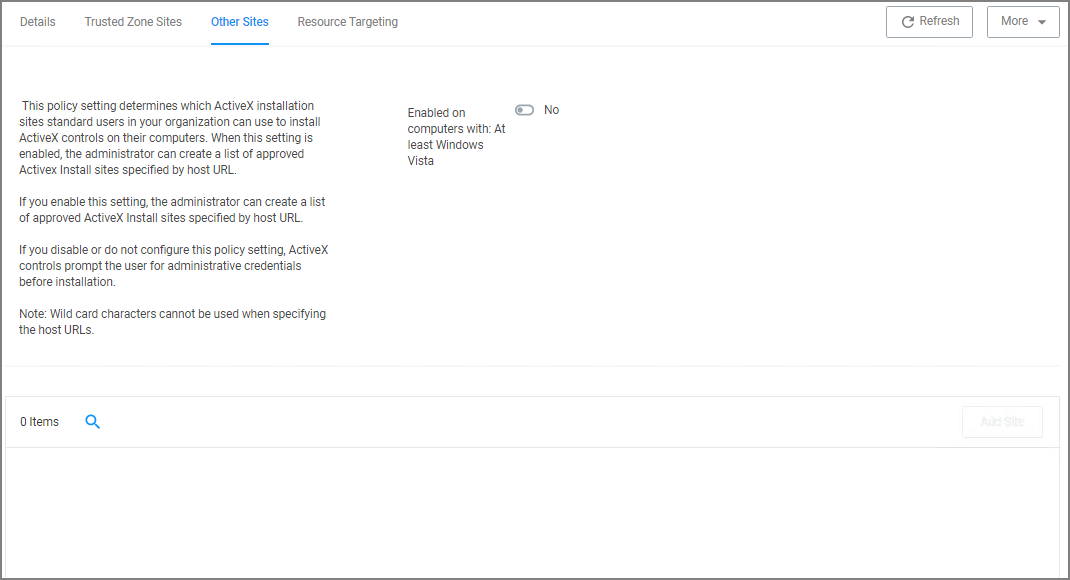 Details Trusted Zone Sites Other Sites Resource Targeting Refresh More
This policy setting determines which ActiveX installation
sites standard users in your organization can use to install
ActiveX controls on their computers. When this setting is
enabled, the administrator can create a list of approved
Activex Install sites specified by host URL.
If you enable this setting, the administrator can create a list
of approved ActiveX Install sites specified by host URL.
If you disable or do not configure this policy setting, ActiveX
controls prompt the user for administrative credentials
before installation.
Note: Wild card characters cannot be used when specifying
the host URLs.
Enabled on
computers with: At
least Windows
Vista
No
0 Items
Add Site